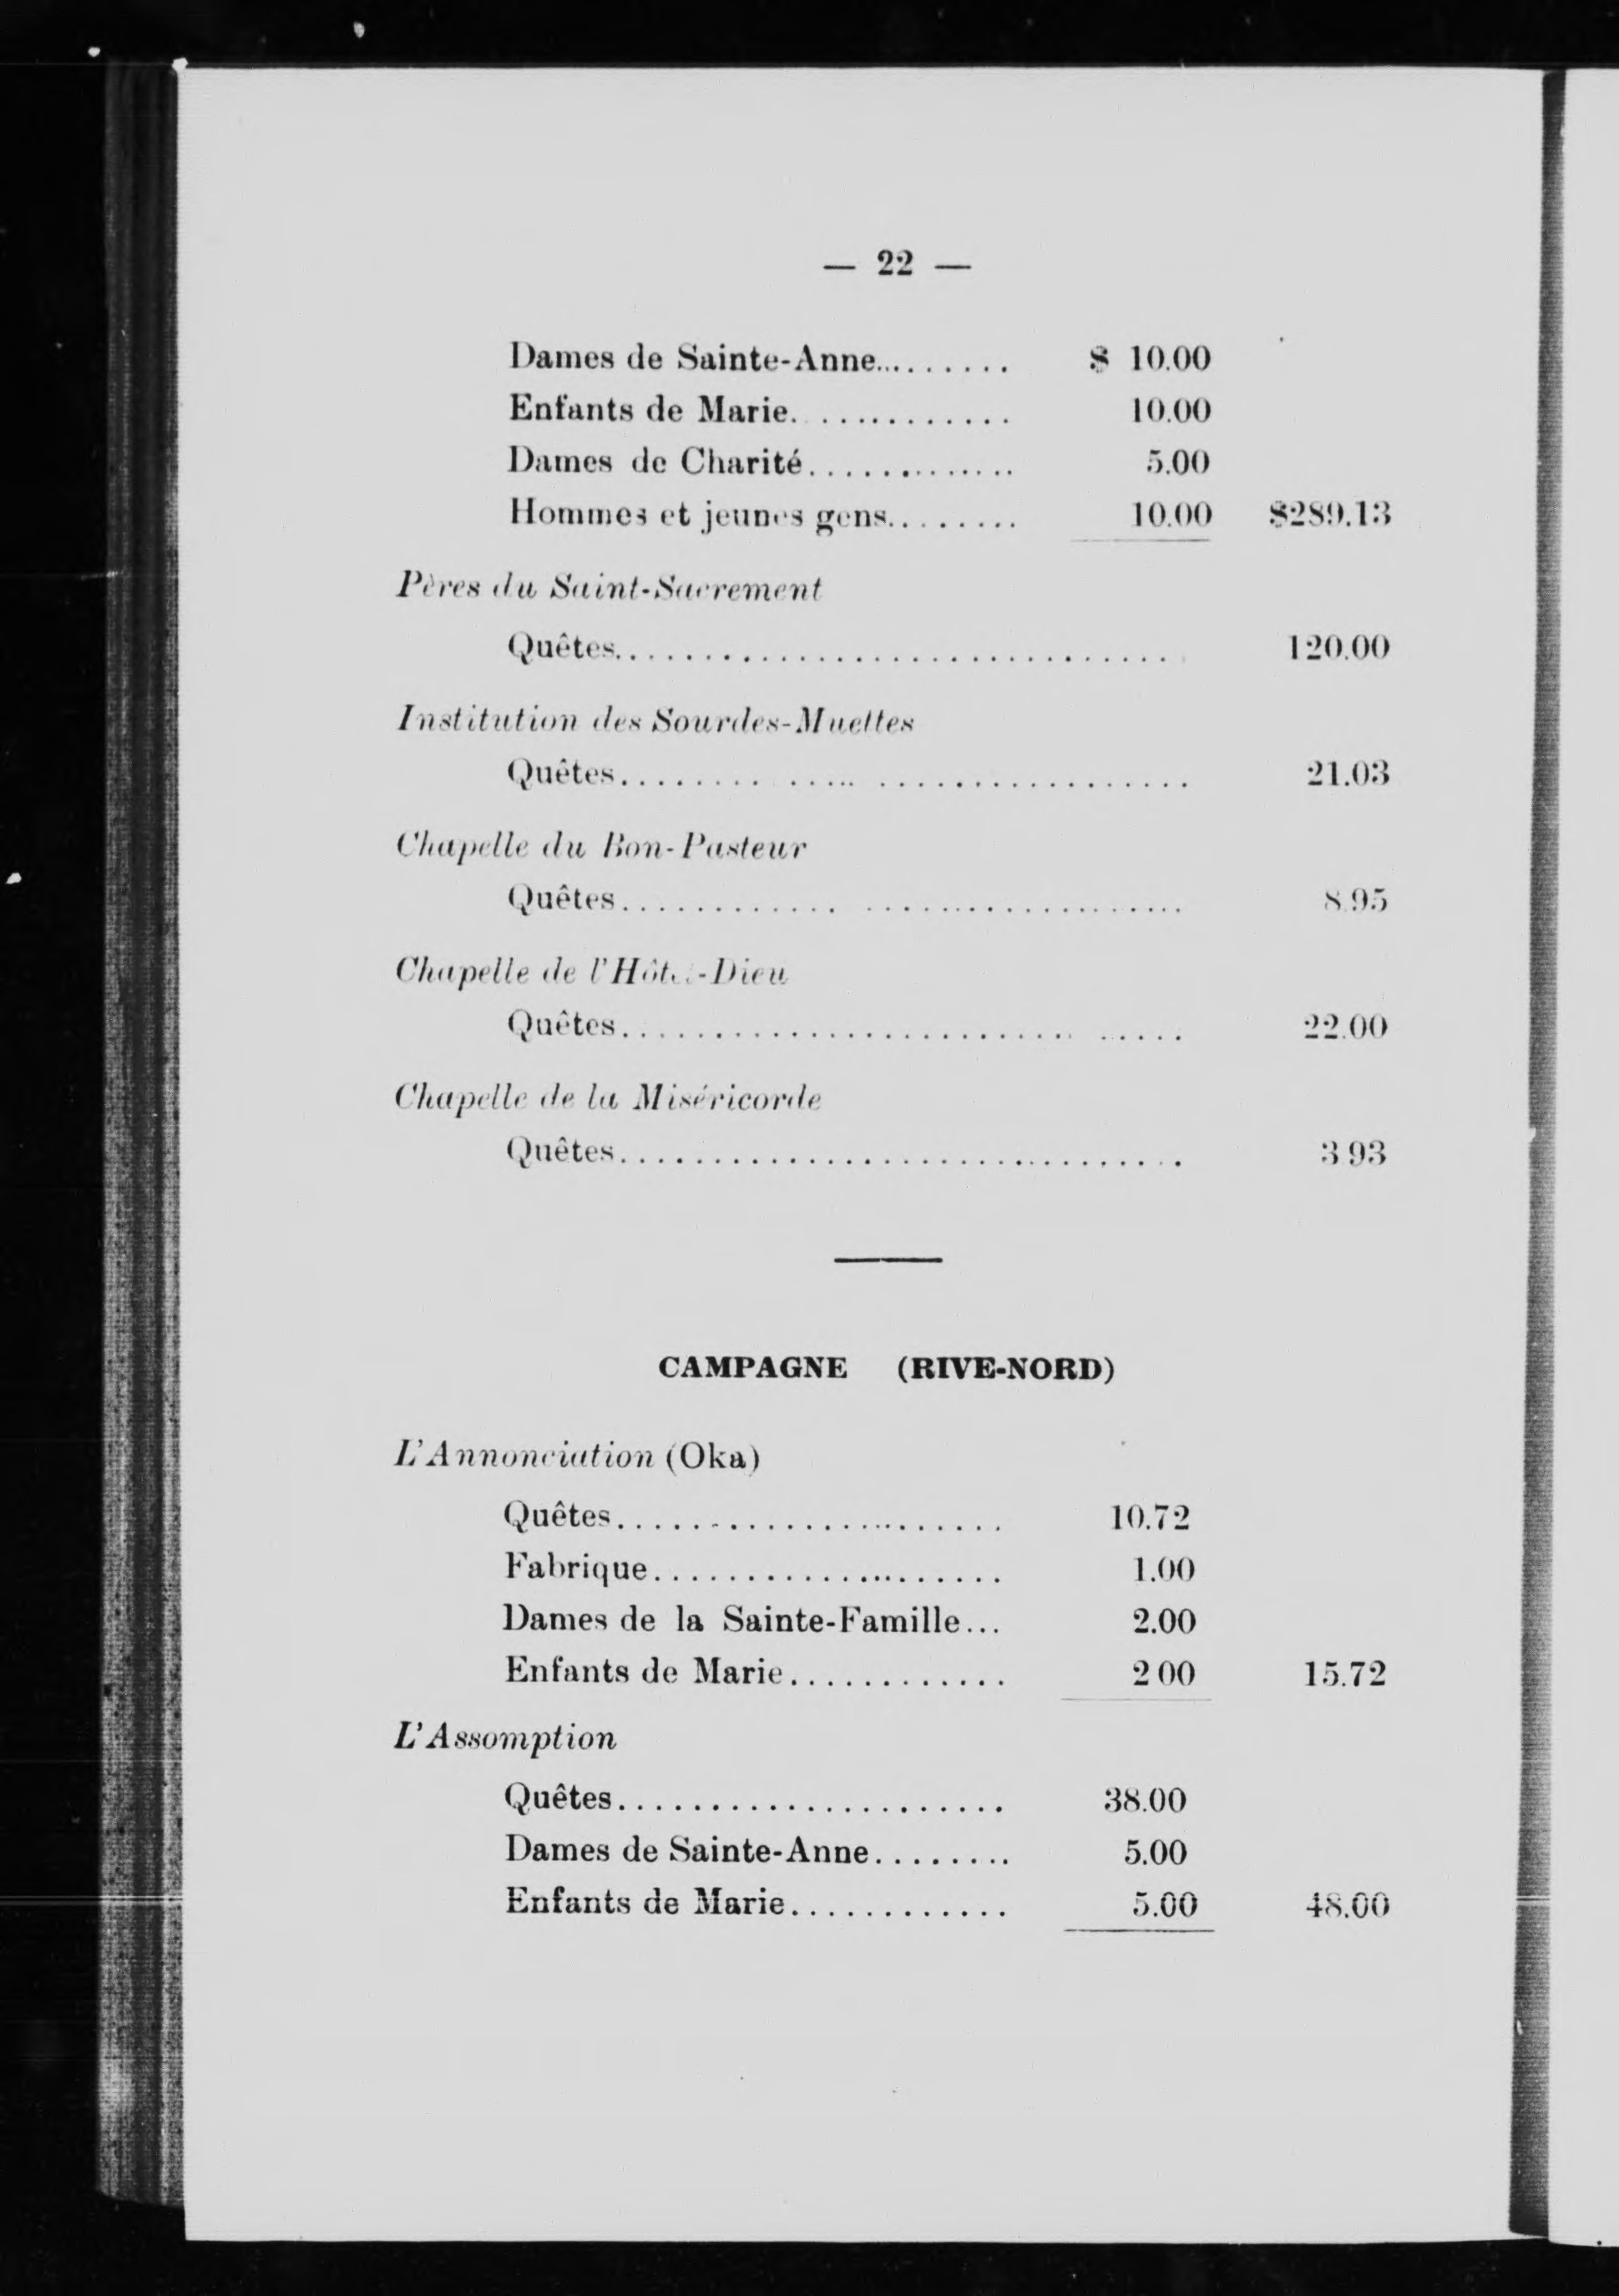 — 22 —
Dames de Sainte-Anne.......... $ 10.00
Enfants de Marie............. 10.00
Dames de Charité............. 5.00
Hommes et jeunes gens......... 10.00 $289.13
Pères du Saint-Sacrement
Quêtes.............................. 120.00
Institution des Sourdes-Muettes
Quêtes.............................. 21.03
Chapelle du Bon-Pasteur
Quêtes.............................. 8.95
Chapelle de l'Hôtel-Dieu
Quêtes.............................. 22.00
Chapelle de la Miséricorde
Quêtes.............................. 3 93
CAMPAGNE (RIVE-NORD)
L'Annonciation (Oka)
Quêtes...................... 10.72
Fabrique.................... 1.00
Dames de la Sainte-Famille... 2.00
Enfants de Marie............ 2 00 15.72
L'Assomption
Quêtes...................... 38.00
Dames de Sainte-Anne........ 5.00
Enfants de Marie............ 5.00 48.00